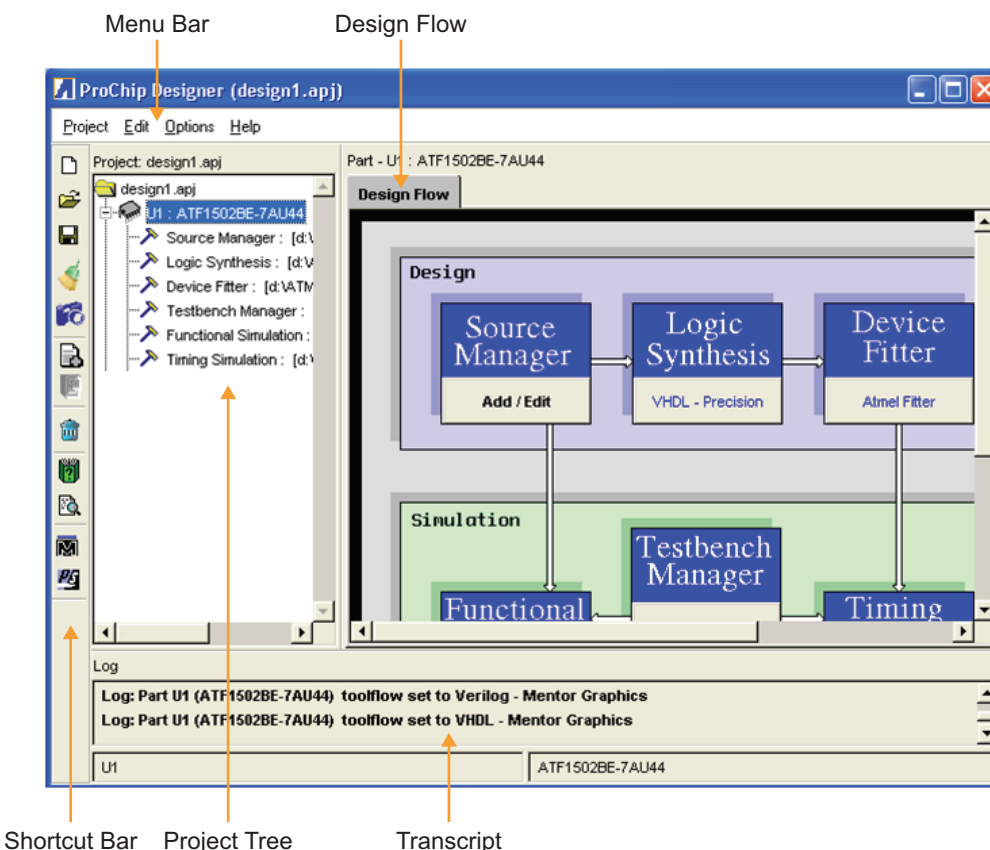 Menu Bar
Design Flow
ProChip Designer (design1.apj)
Project Edit Options Help
Project: design1.apj
Part - U1 : ATF1502BE-7AU44
design1.apj
U1 : ATF1502BE-7AU44
Source Manager : [d:\
Logic Synthesis : [d:\A
Device Fitter : [d:\ATM
Testbench Manager :
Functional Simulation :
Timing Simulation : [d:\
Design Flow
Design
Source Manager
Add / Edit
Logic Synthesis
VHDL - Precision
Device Fitter
Atmel Fitter
Simulation
Testbench Manager
Functional
Timing
Log
Log: Part U1 (ATF1502BE-7AU44) toolflow set to Verilog - Mentor Graphics
Log: Part U1 (ATF1502BE-7AU44) toolflow set to VHDL - Mentor Graphics
U1
ATF1502BE-7AU44
Shortcut Bar
Project Tree
Transcript